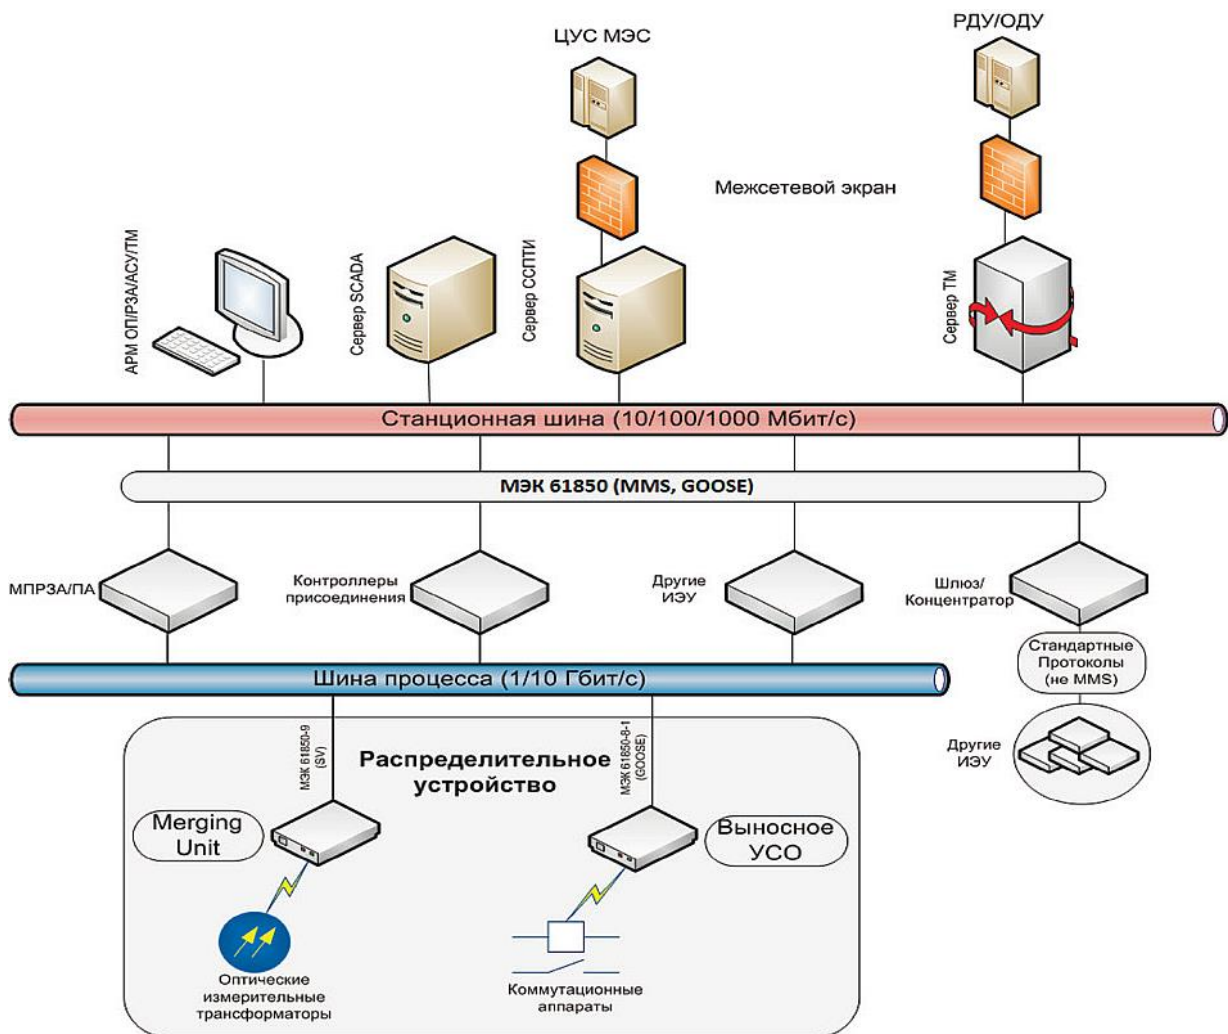 ЦУС МЭС
РДУ/ОДУ
Межсетевой экран
АРМ ОП/РЗА/АСУ/ТМ
Сервер SCADA
Сервер ССПТИ
Сервер ТМ
Станционная шина (10/100/1000 Мбит/с)
МЭК 61850 (MMS, GOOSE)
МПРЗА/ПА
Контроллеры
присоединения
Другие
ИЭУ
Шлюз/
Концентратор
Стандартные
Протоколы
(не MMS)
Шина процесса (1/10 Гбит/с)
Другие
ИЭУ
МЭК 61850-9
(SV)
Распределительное
устройство
МЭК 61850-8-1
(GOOSE)
Merging
Unit
Выносное
УСО
Оптические
измерительные
трансформаторы
Коммутационные
аппараты